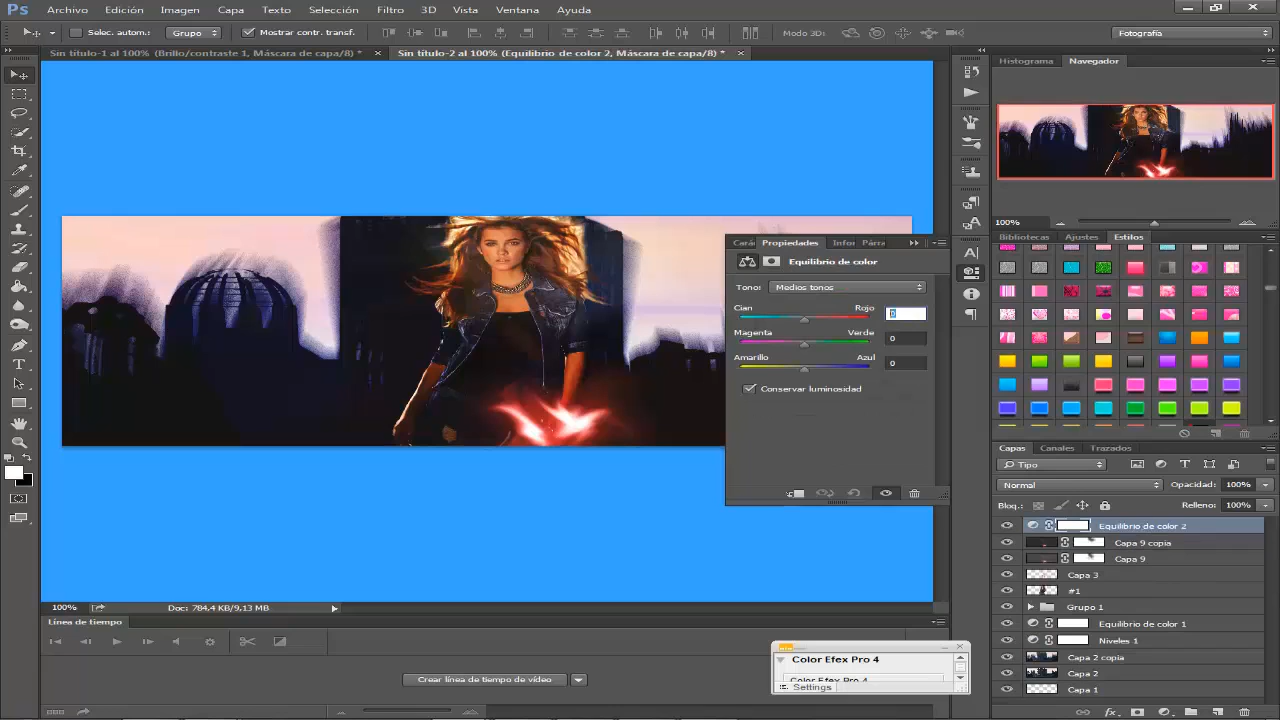 Ps Archivo Edición Imagen Capa Texto Selección Filtro 3D Vista Ventana Ayuda
Selec. autom.: Grupo Mostrar contr. transf. Modo 3D: Fotografía
Sin título-1 al 100% (Brillo/contraste 1, Máscara de capa/8) * × Sin título-2 al 100% (Equilibrio de color 2, Máscara de capa/8) * ×
Histograma Navegador
100%
Bibliotecas Ajustes Estilos
Propiedades Infor Párra
Equilibrio de color
Tono: Medios tonos
Cian Rojo 0
Magenta Verde 0
Amarillo Azul 0
Conservar luminosidad
Capas Canales Trazados
Tipo
Normal Opacidad: 100%
Bloq.: Relleno: 100%
Equilibrio de color 2
Capa 9 copia
Capa 9
Capa 3
#1
Grupo 1
Equilibrio de color 1
Niveles 1
Capa 2 copia
Capa 2
Capa 1
100% Doc: 784,4 KB/9,13 MB
Línea de tiempo
Crear línea de tiempo de vídeo
Color Efex Pro 4
Color Efex Pro 4
Settings